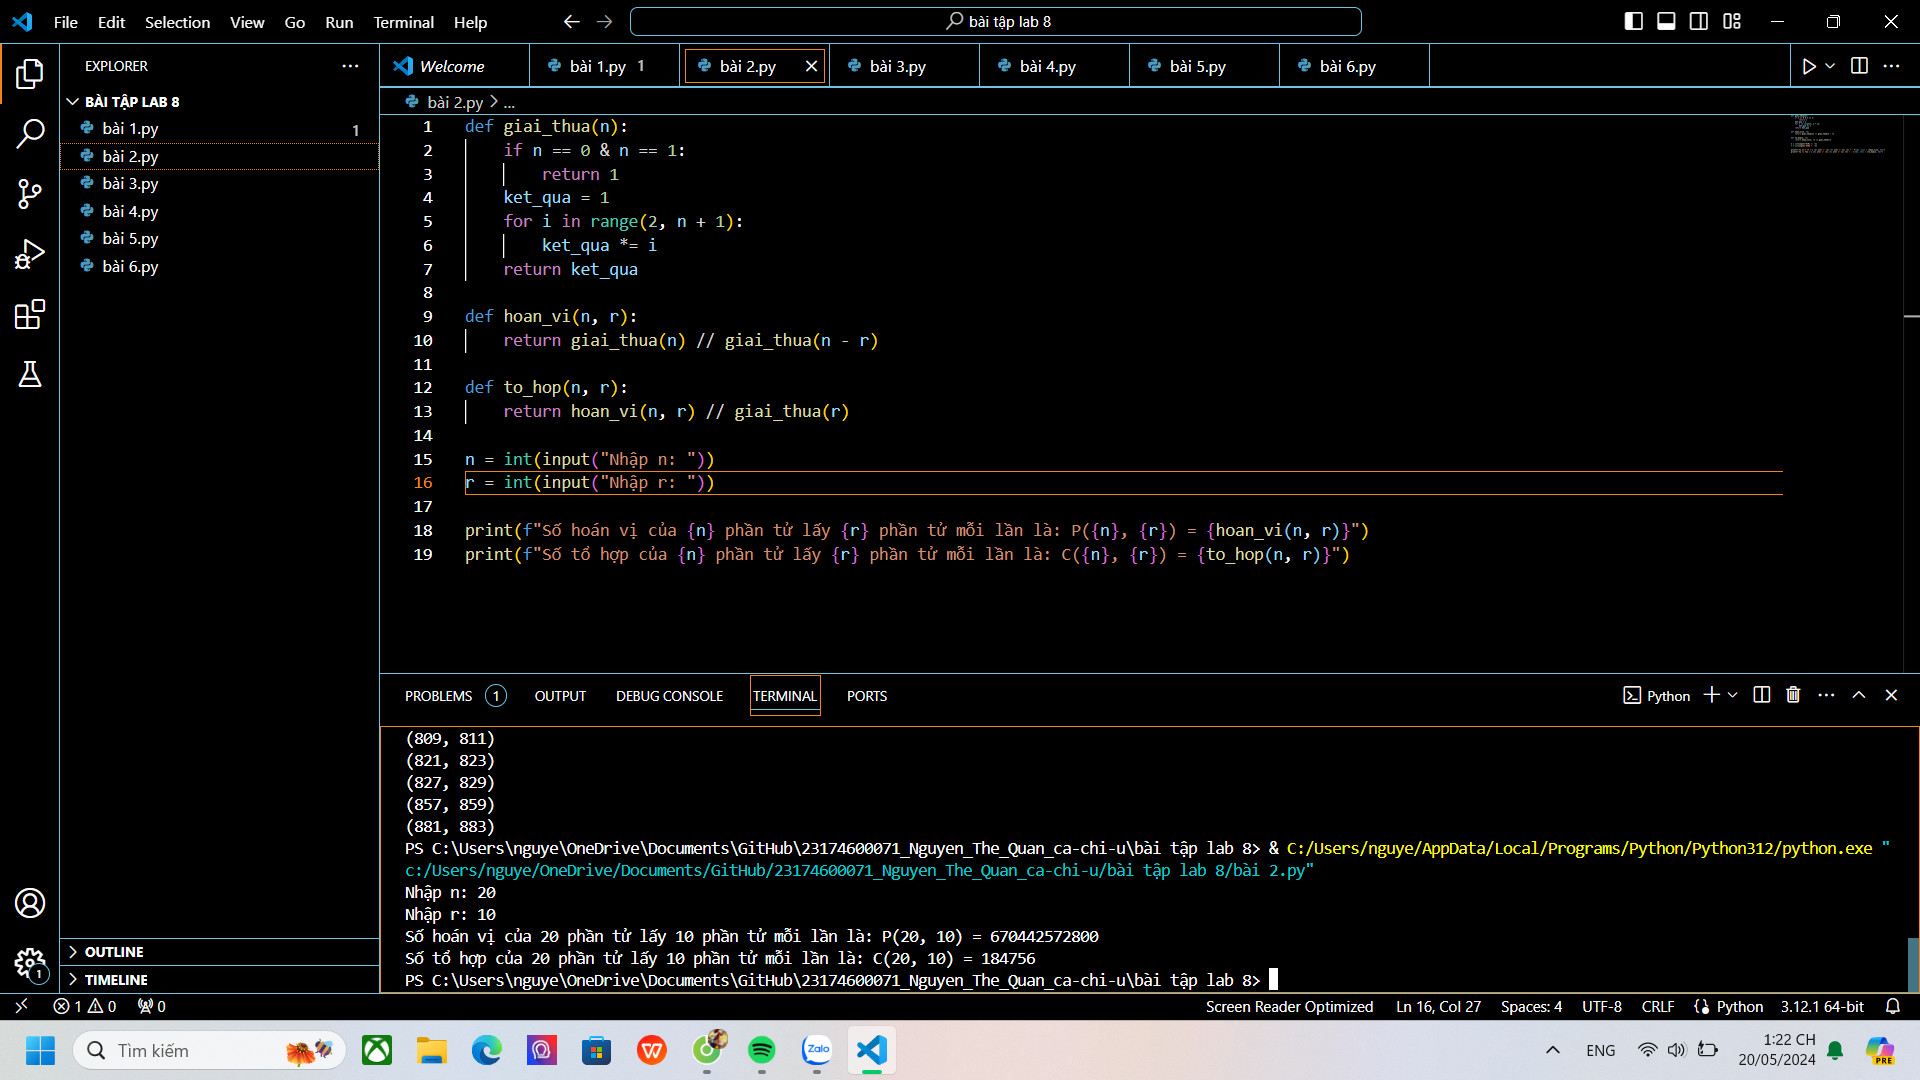 File Edit Selection View Go Run Terminal Help
bài tập lab 8
EXPLORER
BÀI TẬP LAB 8
bài 1.py 1
bài 2.py
bài 3.py
bài 4.py
bài 5.py
bài 6.py
OUTLINE
TIMELINE
Welcome bài 1.py 1 bài 2.py bài 3.py bài 4.py bài 5.py bài 6.py
bài 2.py > ...
1 def giai_thua(n):
2 if n == 0 & n == 1:
3 return 1
4 ket_qua = 1
5 for i in range(2, n + 1):
6 ket_qua *= i
7 return ket_qua
8
9 def hoan_vi(n, r):
10 return giai_thua(n) // giai_thua(n - r)
11
12 def to_hop(n, r):
13 return hoan_vi(n, r) // giai_thua(r)
14
15 n = int(input("Nhập n: "))
16 r = int(input("Nhập r: "))
17
18 print(f"Số hoán vị của {n} phần tử lấy {r} phần tử mỗi lần là: P({n}, {r}) = {hoan_vi(n, r)}")
19 print(f"Số tổ hợp của {n} phần tử lấy {r} phần tử mỗi lần là: C({n}, {r}) = {to_hop(n, r)}")
PROBLEMS 1 OUTPUT DEBUG CONSOLE TERMINAL PORTS
Python
(809, 811)
(821, 823)
(827, 829)
(857, 859)
(881, 883)
PS C:\Users\nguye\OneDrive\Documents\GitHub\23174600071_Nguyen_The_Quan_ca-chi-u\bài tập lab 8> & C:/Users/nguye/AppData/Local/Programs/Python/Python312/python.exe "
c:/Users/nguye/OneDrive/Documents/GitHub/23174600071_Nguyen_The_Quan_ca-chi-u/bài tập lab 8/bài 2.py"
Nhập n: 20
Nhập r: 10
Số hoán vị của 20 phần tử lấy 10 phần tử mỗi lần là: P(20, 10) = 670442572800
Số tổ hợp của 20 phần tử lấy 10 phần tử mỗi lần là: C(20, 10) = 184756
PS C:\Users\nguye\OneDrive\Documents\GitHub\23174600071_Nguyen_The_Quan_ca-chi-u\bài tập lab 8>
1
1 0 0 Screen Reader Optimized Ln 16, Col 27 Spaces: 4 UTF-8 CRLF Python 3.12.1 64-bit
Tìm kiếm
Zalo
ENG
1:22 CH
20/05/2024
PRE